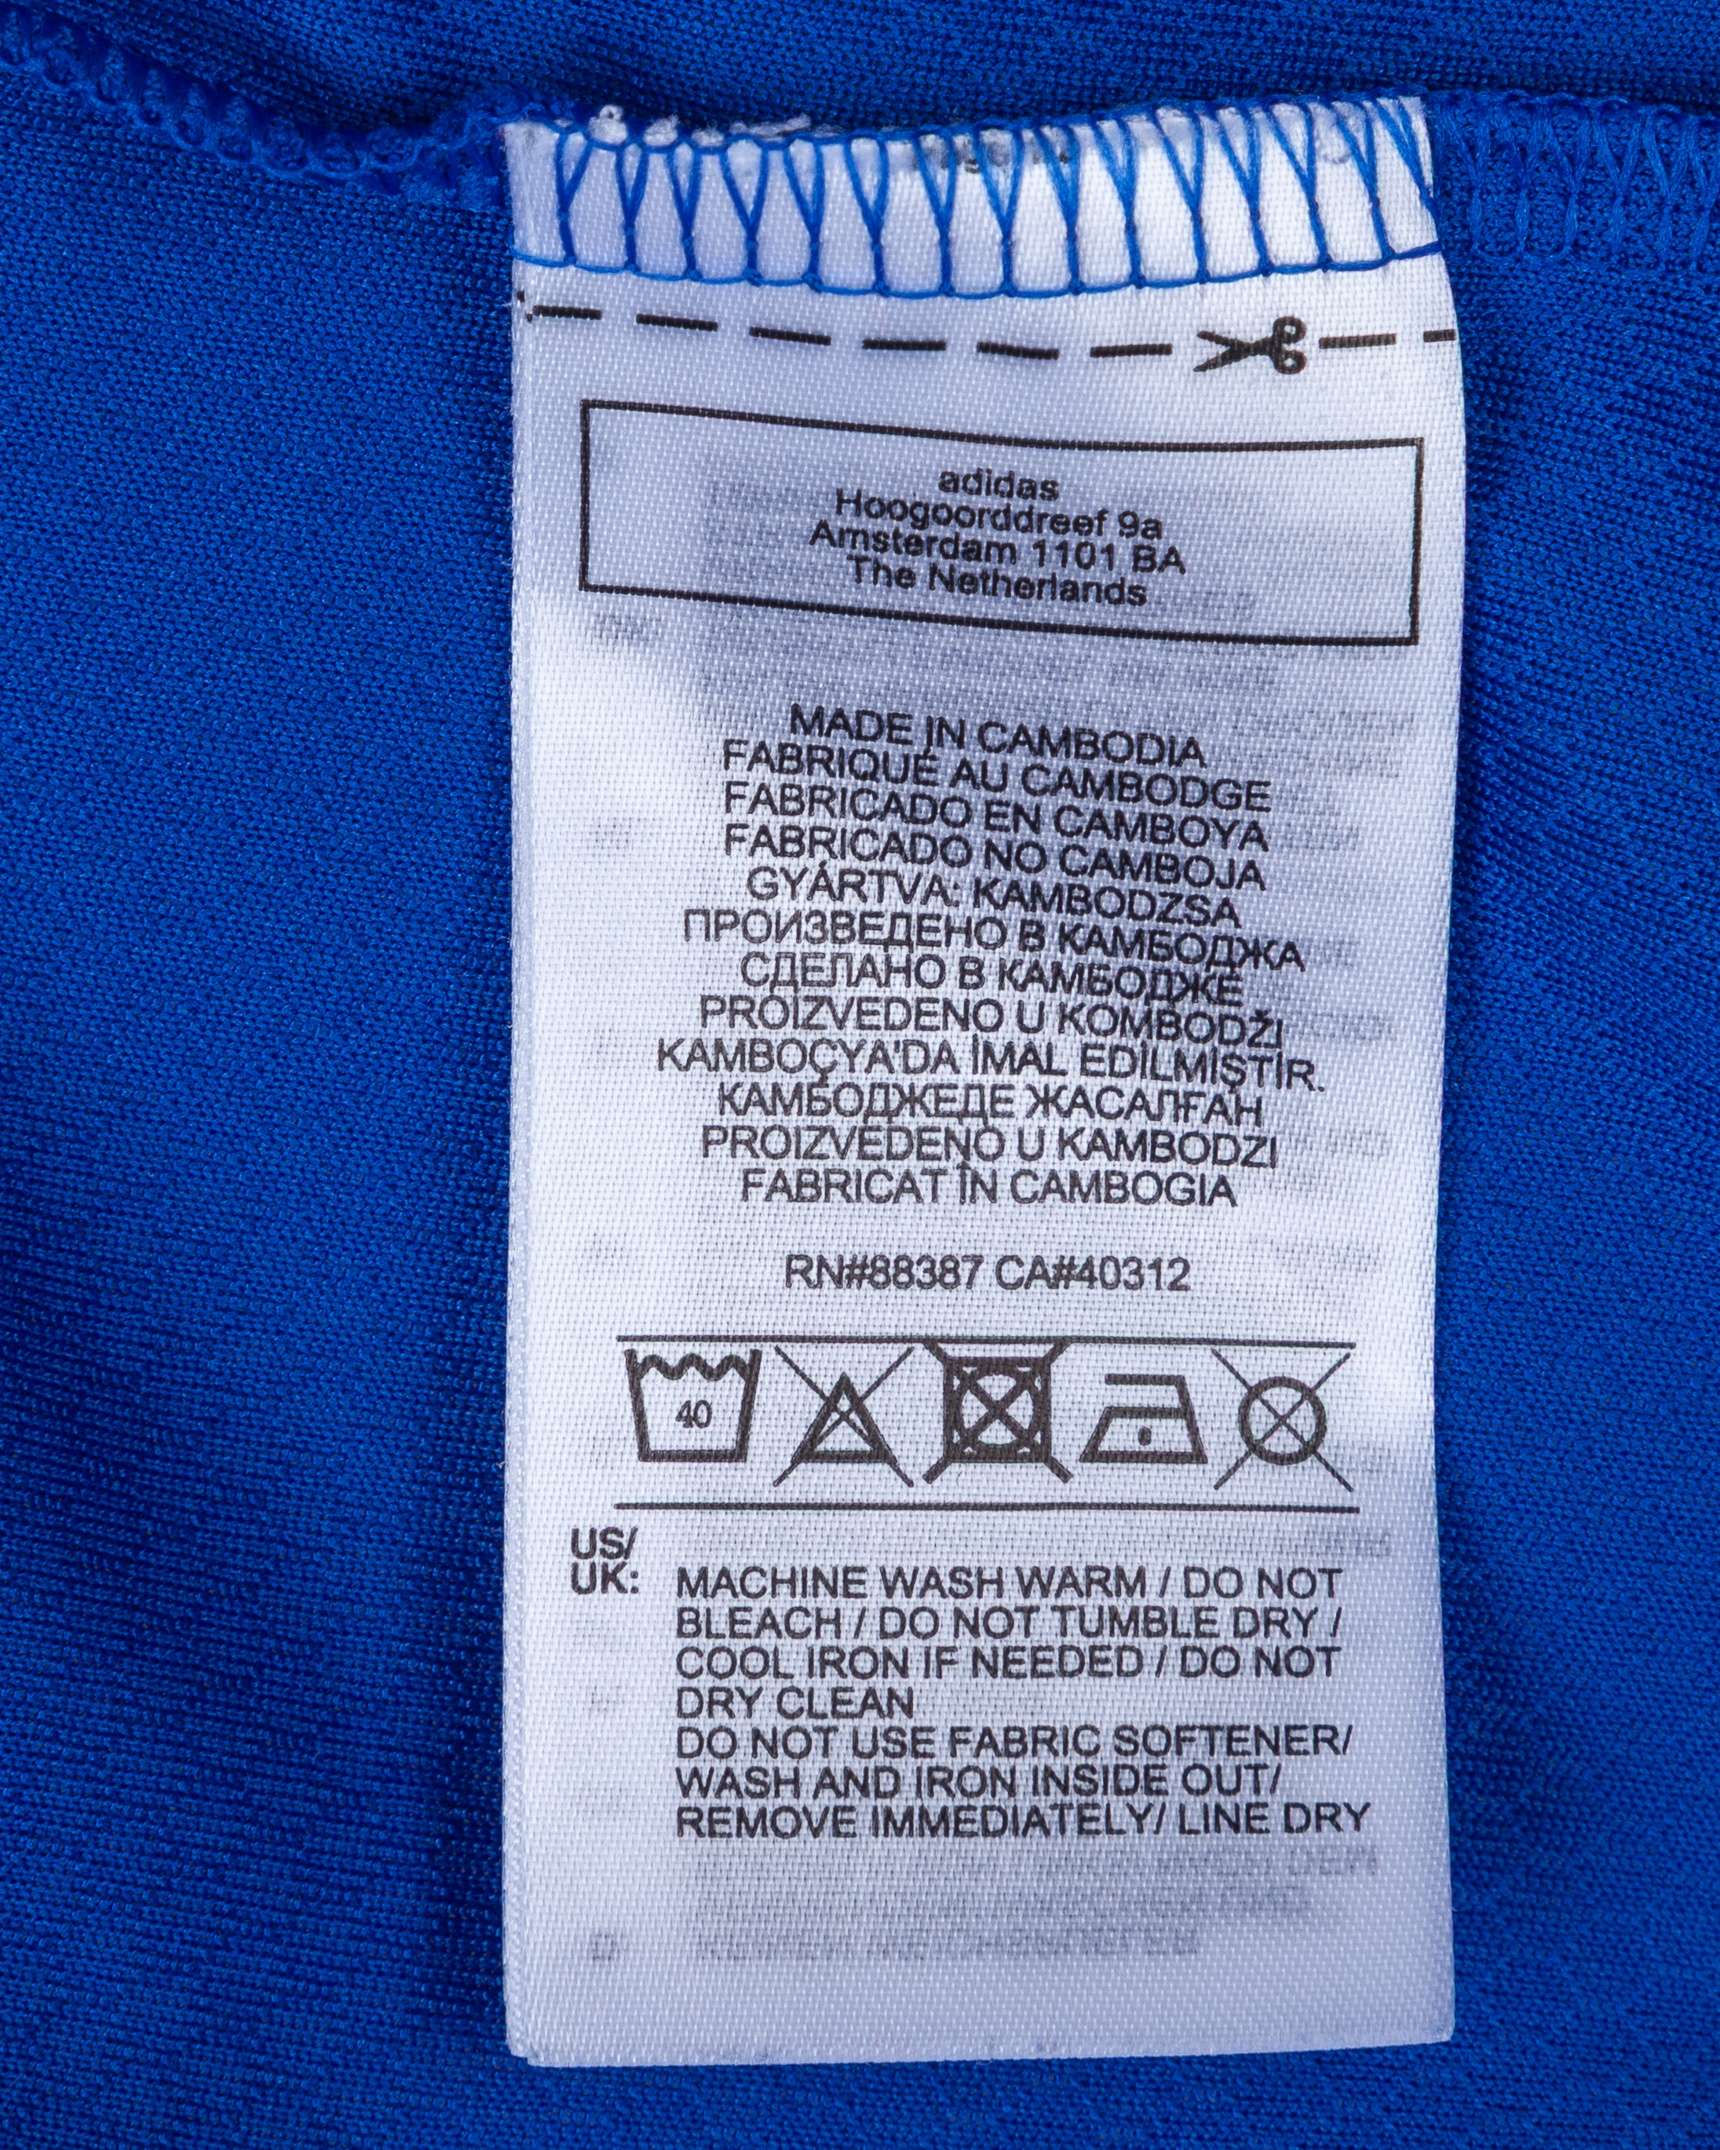 adidas
Hoogoorddreef 9a
Amsterdam 1101 BA
The Netherlands
MADE IN CAMBODIA
FABRIQUÉ AU CAMBODGE
FABRICADO EN CAMBOYA
FABRICADO NO CAMBOJA
GYÁRTVA: KAMBODZSA
ПРОИЗВЕДЕНО В КАМБОДЖА
СДЕЛАНО В КАМБОДЖЕ
PROIZVEDENO U KOMBODŽI
KAMBOÇYA'DA İMAL EDİLMİŞTİR.
КАМБОДЖЕДЕ ЖАСАЛҒАН
PROIZVEDENO U KAMBODZI
FABRICAT ÎN CAMBOGIA
RN#88387 CA#40312
40
US/
UK: MACHINE WASH WARM / DO NOT
BLEACH / DO NOT TUMBLE DRY /
COOL IRON IF NEEDED / DO NOT
DRY CLEAN
DO NOT USE FABRIC SOFTENER/
WASH AND IRON INSIDE OUT/
REMOVE IMMEDIATELY/ LINE DRY